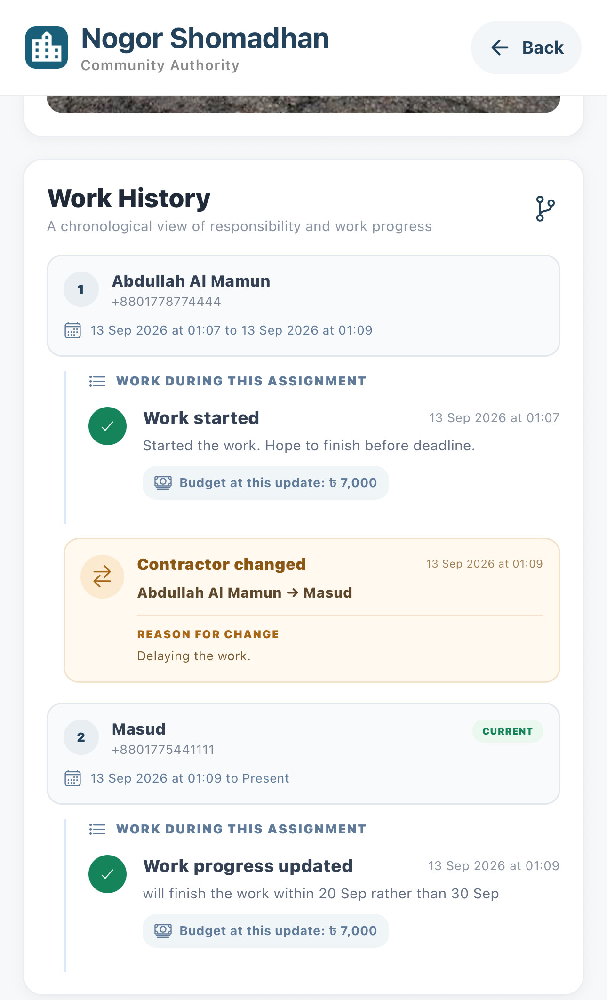 Nogor Shomadhan
Community Authority
Back
Work History
A chronological view of responsibility and work progress
1
Abdullah Al Mamun
+8801778774444
13 Sep 2026 at 01:07 to 13 Sep 2026 at 01:09
WORK DURING THIS ASSIGNMENT
Work started
13 Sep 2026 at 01:07
Started the work. Hope to finish before deadline.
Budget at this update: ৳ 7,000
Contractor changed
13 Sep 2026 at 01:09
Abdullah Al Mamun → Masud
REASON FOR CHANGE
Delaying the work.
2
Masud
CURRENT
+8801775441111
13 Sep 2026 at 01:09 to Present
WORK DURING THIS ASSIGNMENT
Work progress updated
13 Sep 2026 at 01:09
will finish the work within 20 Sep rather than 30 Sep
Budget at this update: ৳ 7,000